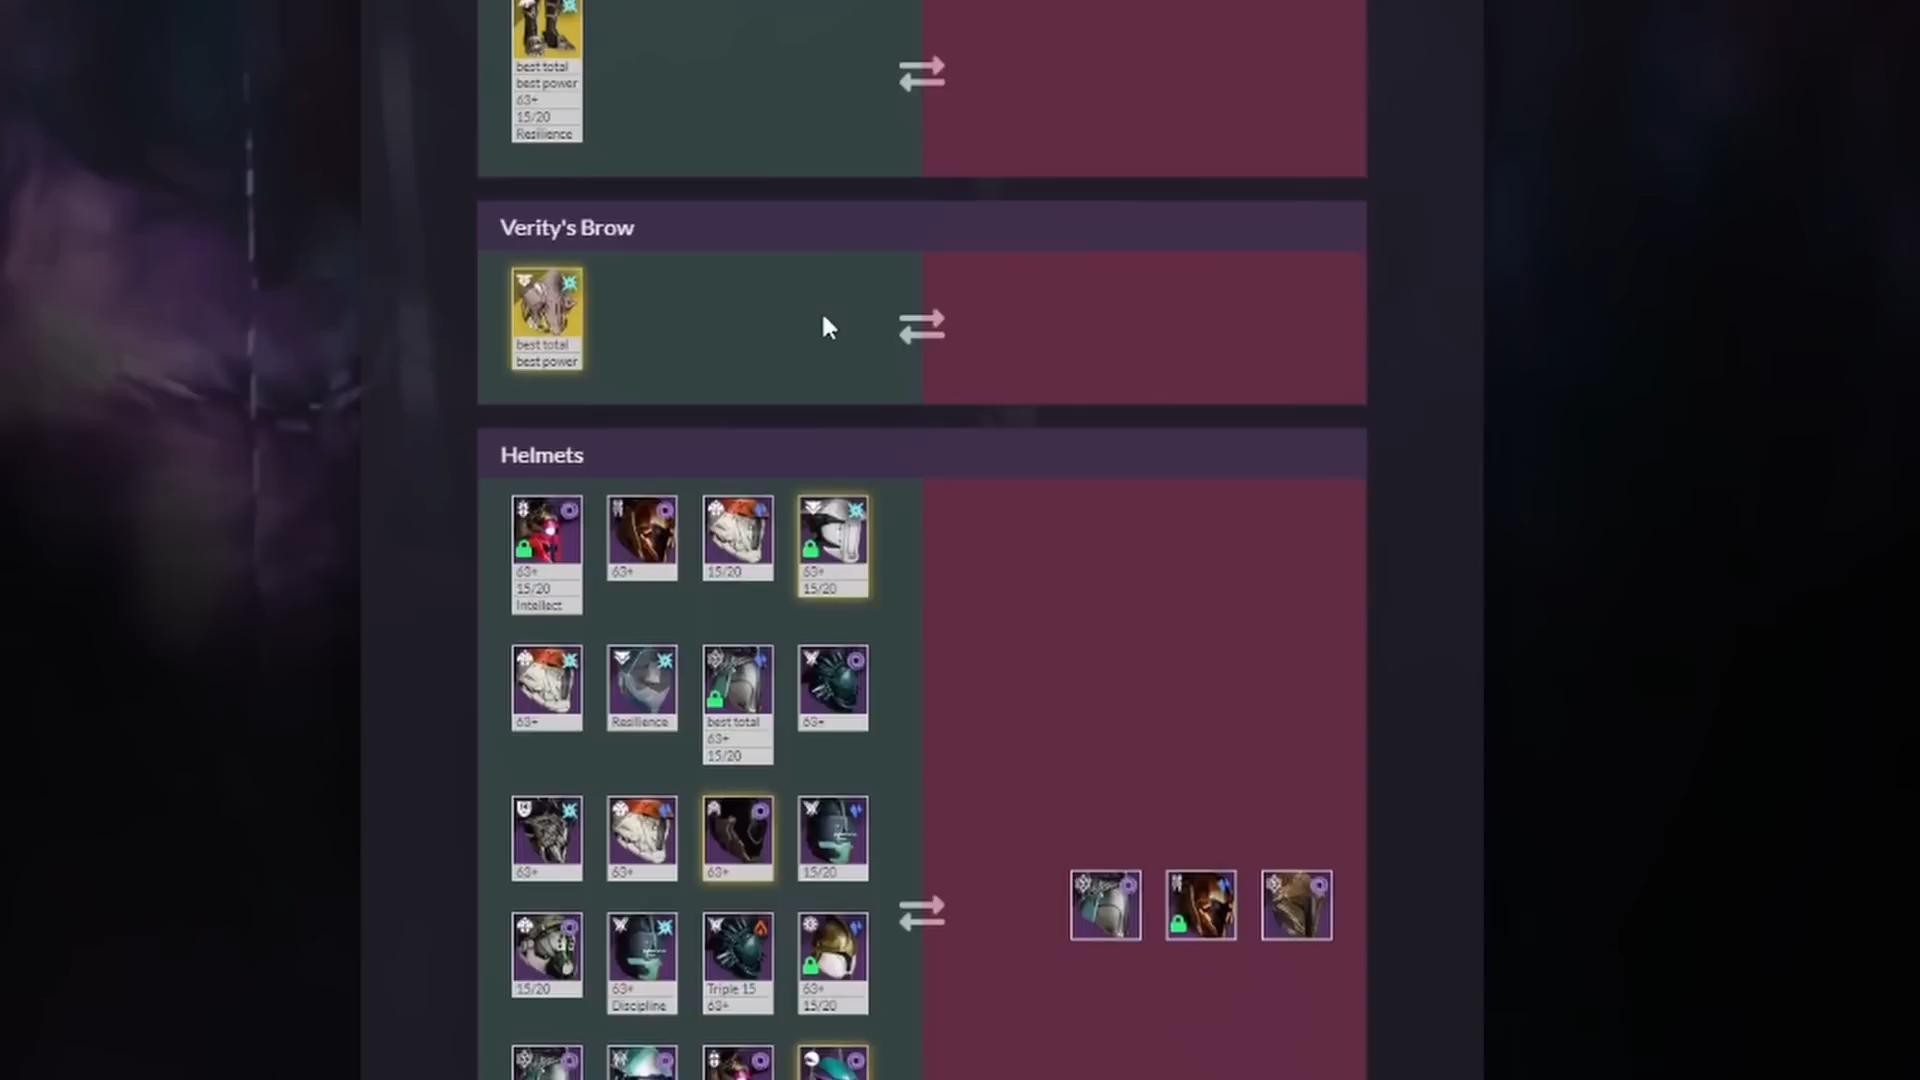 best total
best power
63+
15/20
Resilience
Verity's Brow
best total
best power
Helmets
63+
15/20
Intellect
63+
15/20
63+
15/20
63+
Resilience
best total
63+
15/20
63+
63+
63+
63+
15/20
15/20
63+
Discipline
Triple 15
63+
63+
15/20